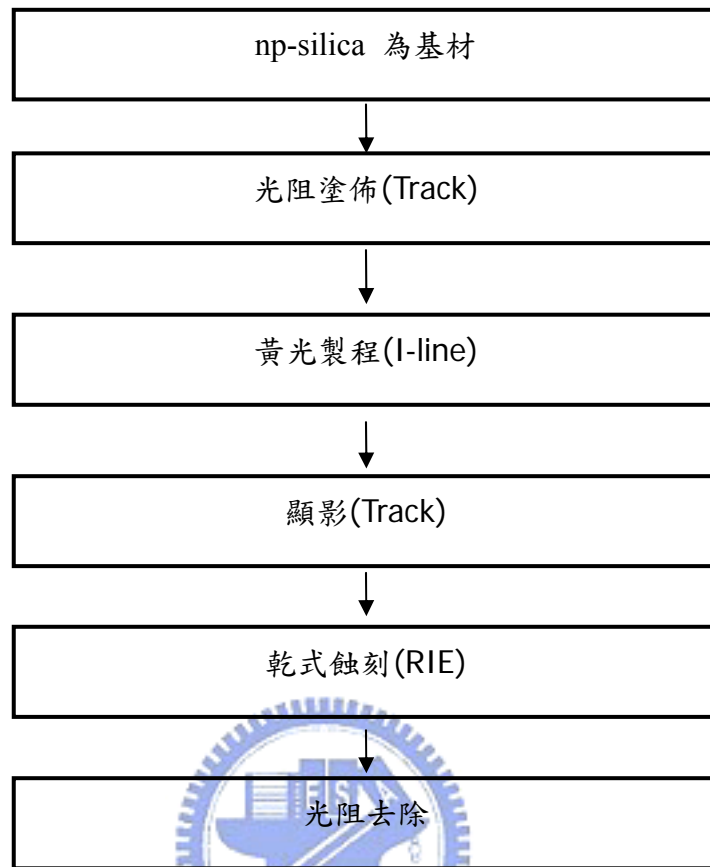 np-silica 為基材
光阻塗佈(Track)
黃光製程(I-line)
顯影(Track)
乾式蝕刻(RIE)
光阻去除